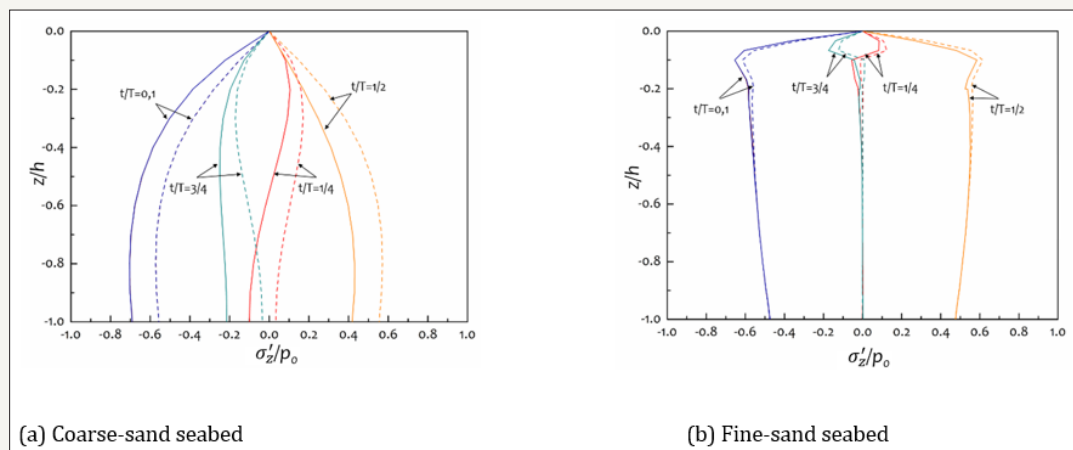 0.0
-0.2
-0.4
-0.6
-0.8
-1.0
z/h
t/T=0,1
t/T=1/2
t/T=3/4
t/T=1/4
-1.0 -0.8 -0.6 -0.4 -0.2 0.0 0.2 0.4 0.6 0.8 1.0
σ′z/p₀
(a) Coarse-sand seabed
0.0
-0.2
-0.4
-0.6
-0.8
-1.0
z/h
t/T=3/4
t/T=1/4
t/T=0,1
t/T=1/2
-1.0 -0.8 -0.6 -0.4 -0.2 0.0 0.2 0.4 0.6 0.8 1.0
σ′z/p₀
(b) Fine-sand seabed